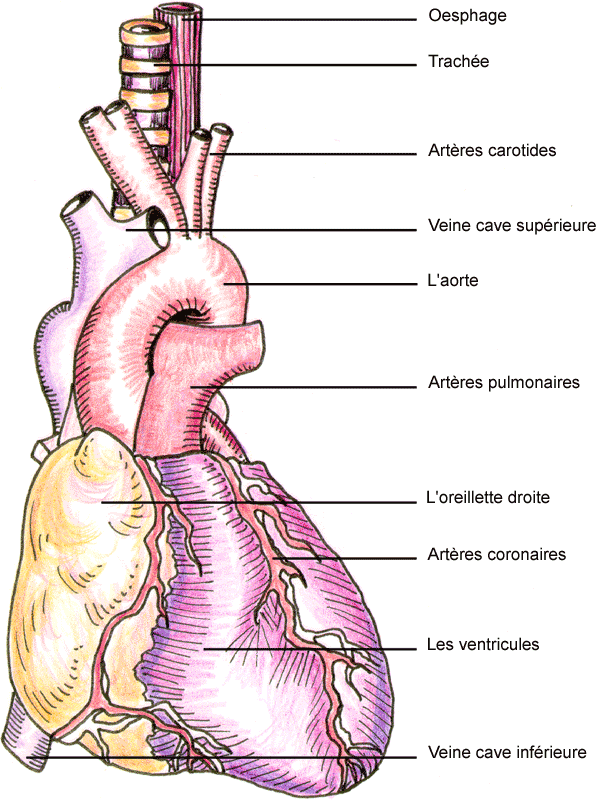 Oesphage
Trachée
Artères carotides
Veine cave supérieure
L'aorte
Artères pulmonaires
L'oreillette droite
Artères coronaires
Les ventricules
Veine cave inférieure